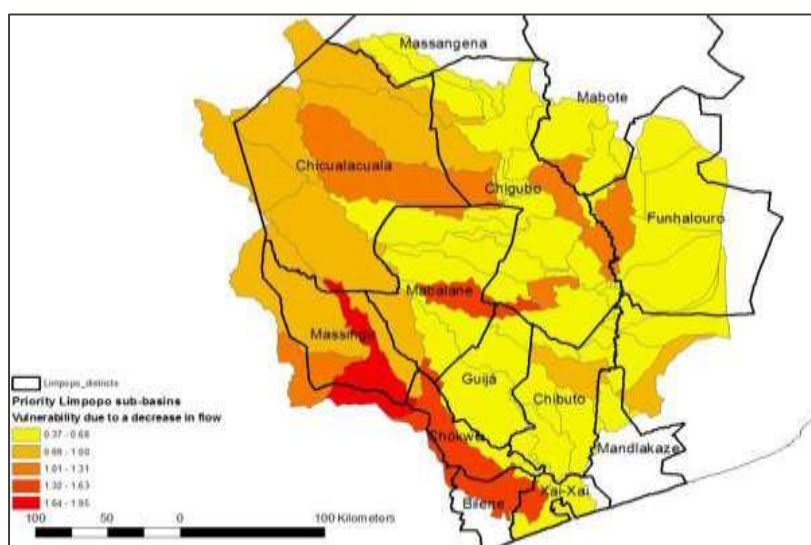 Massangena
Mabote
Chicualacuala
Chigubo
Funhalouro
Mabalane
Massingir
Guijá
Chibuto
Chokwé
Mandlakaze
Xai-Xai
Bilene
Limpopo_districts
Priority Limpopo sub-basins
Vulnerability due to a decrease in flow
0.37 - 0.68
0.69 - 1.00
1.01 - 1.31
1.32 - 1.63
1.64 - 1.95
100 50 0 100 Kilometers